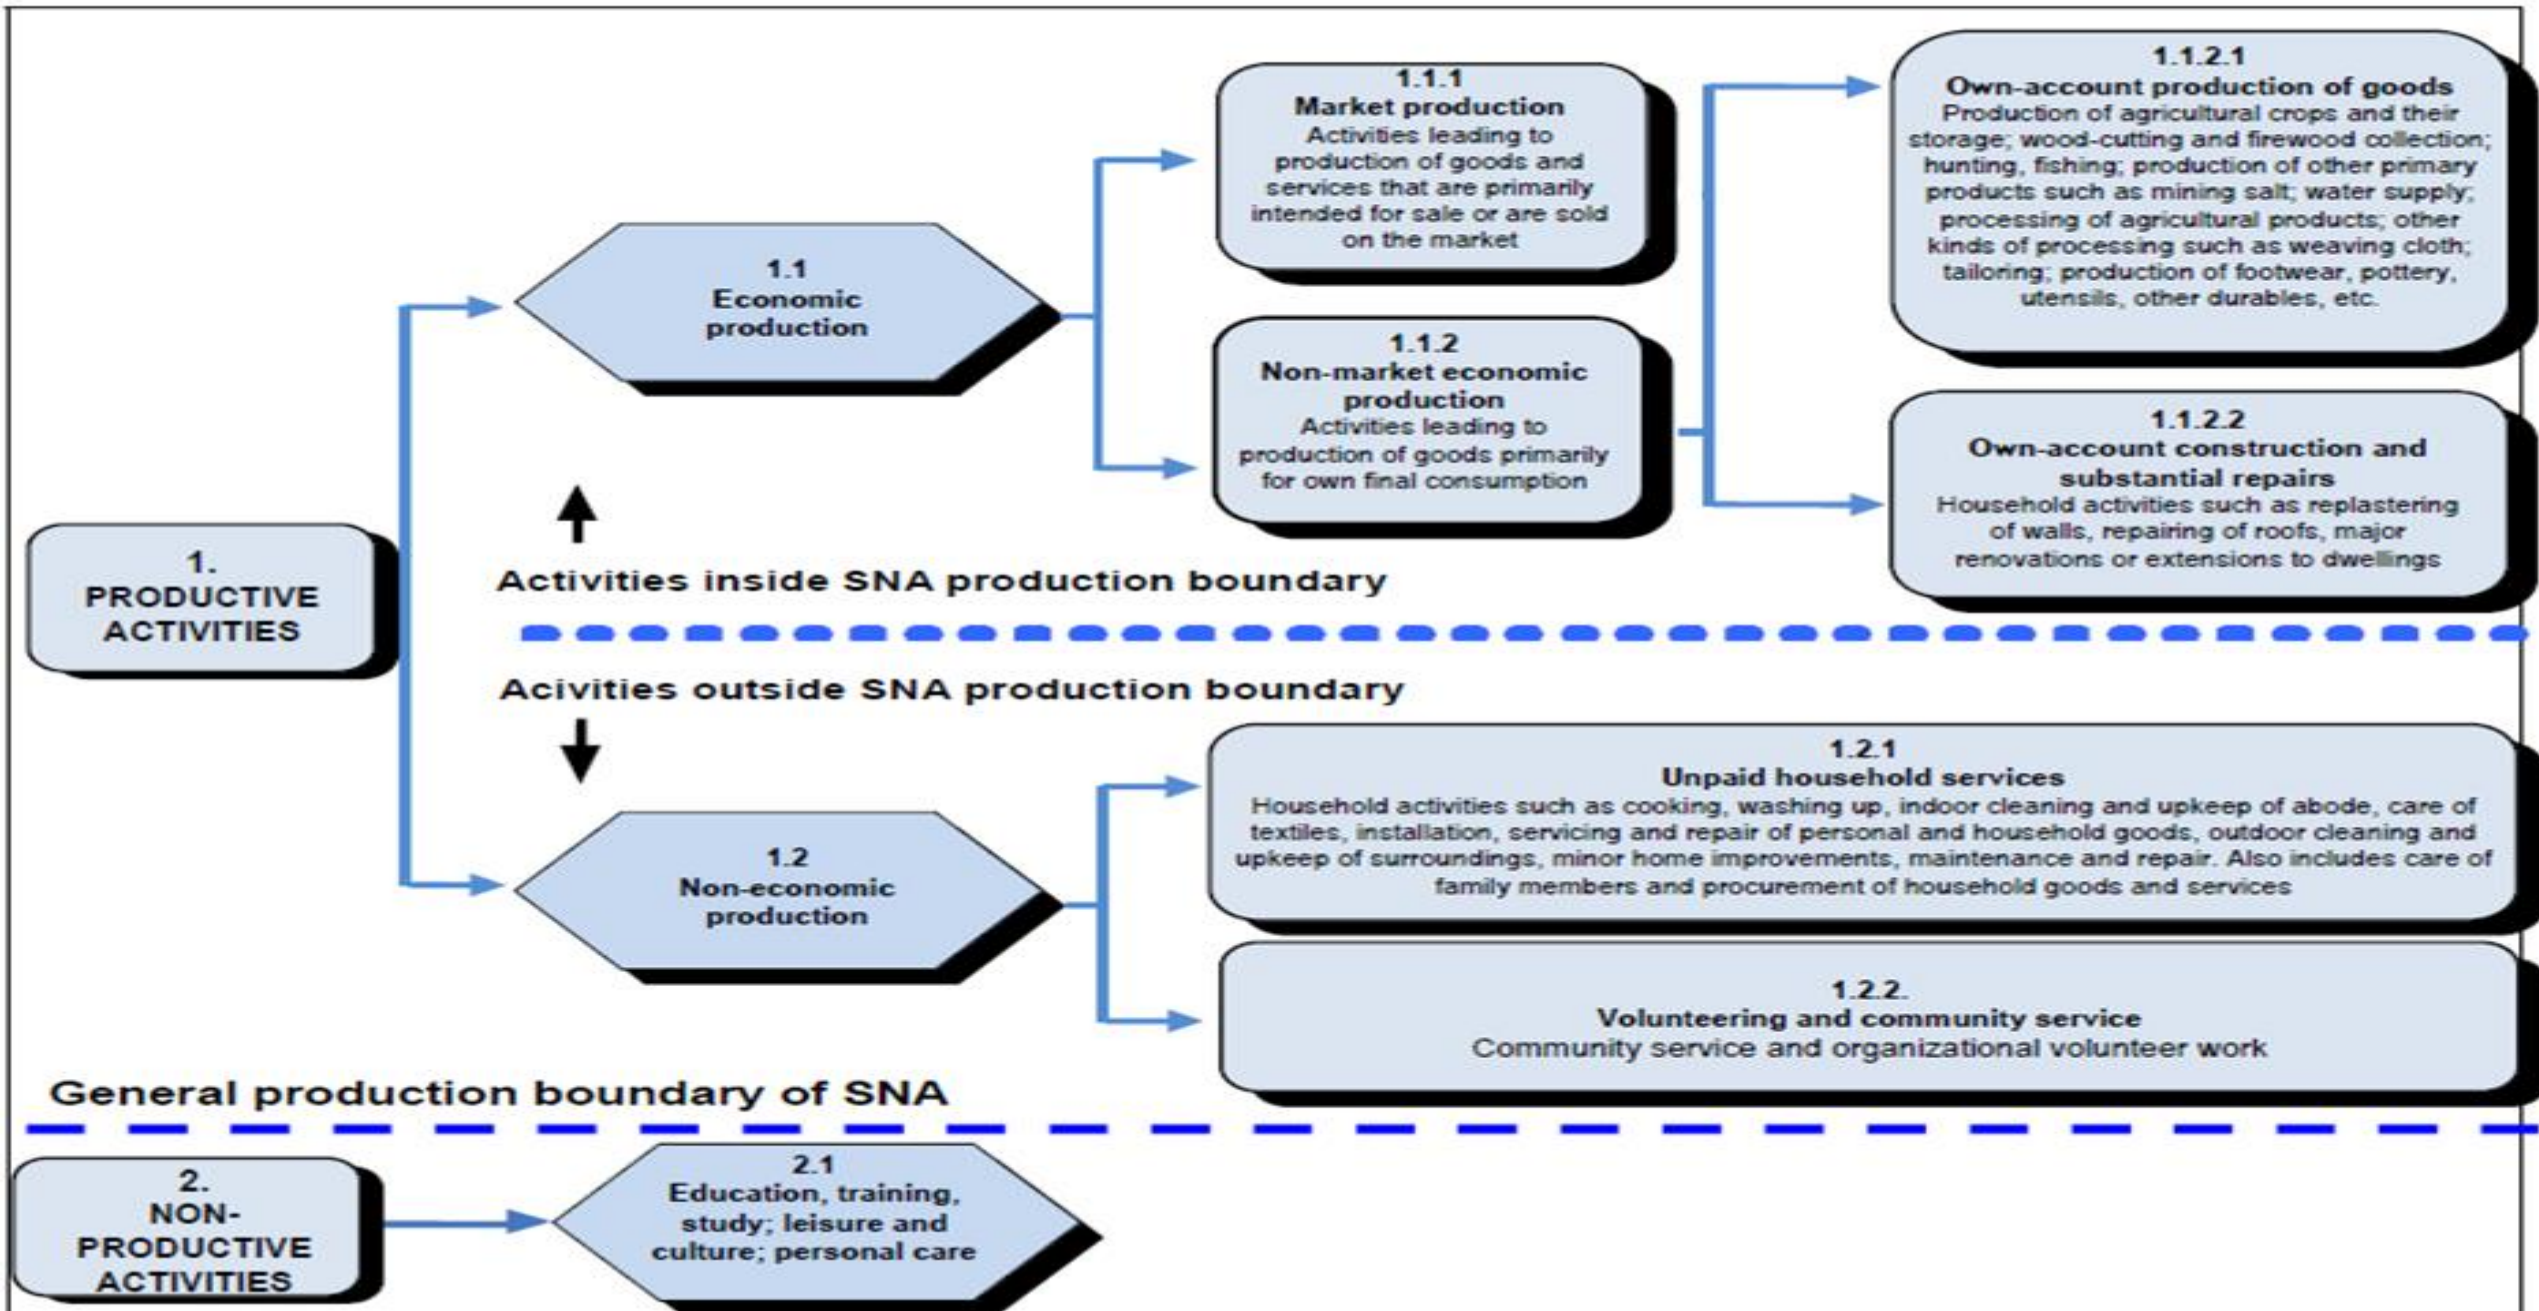 1.
PRODUCTIVE
ACTIVITIES
1.1
Economic
production
1.1.1
Market production
Activities leading to
production of goods and
services that are primarily
intended for sale or are sold
on the market
1.1.2
Non-market economic
production
Activities leading to
production of goods primarily
for own final consumption
1.1.2.1
Own-account production of goods
Production of agricultural crops and their
storage; wood-cutting and firewood collection;
hunting, fishing; production of other primary
products such as mining salt; water supply;
processing of agricultural products; other
kinds of processing such as weaving cloth;
tailoring; production of footwear, pottery,
utensils, other durables, etc.
1.1.2.2
Own-account construction and
substantial repairs
Household activities such as replastering
of walls, repairing of roofs, major
renovations or extensions to dwellings
Activities inside SNA production boundary
Acivities outside SNA production boundary
1.2
Non-economic
production
1.2.1
Unpaid household services
Household activities such as cooking, washing up, indoor cleaning and upkeep of abode, care of
textiles, installation, servicing and repair of personal and household goods, outdoor cleaning and
upkeep of surroundings, minor home improvements, maintenance and repair. Also includes care of
family members and procurement of household goods and services
1.2.2.
Volunteering and community service
Community service and organizational volunteer work
General production boundary of SNA
2.
NON-
PRODUCTIVE
ACTIVITIES
2.1
Education, training,
study; leisure and
culture; personal care